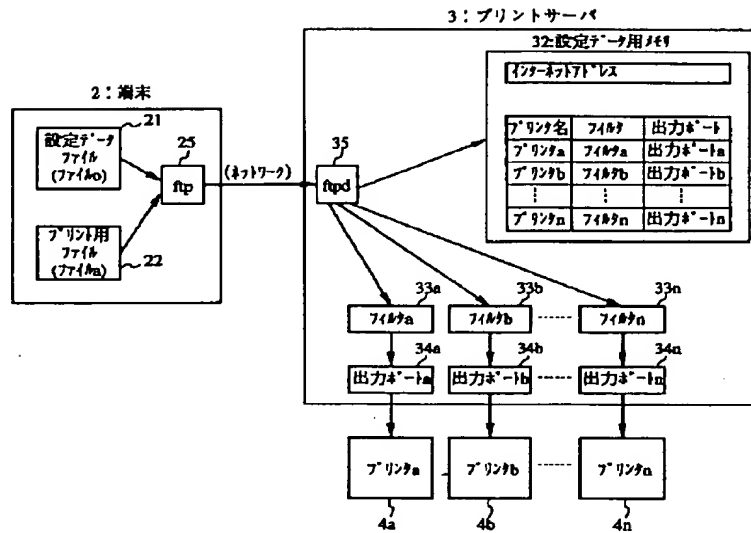 3：プリントサーバ
32:設定データ用メモリ
インターネットアドレス
プリンタ名 フィルタ 出力ポート
プリンタa フィルタa 出力ポートa
プリンタb フィルタb 出力ポートb
プリンタn フィルタn 出力ポートn
2：端末
21
設定データ
ファイル
(ファイルo)
25
ftp
(ネットワーク)
35
ftpd
プリント用
ファイル
(ファイルa)
22
33a
33b
33n
フィルタa
フィルタb
フィルタn
34a
34b
34n
出力ポートa
出力ポートb
出力ポートn
プリンタa
プリンタb
プリンタn
4a
4b
4n